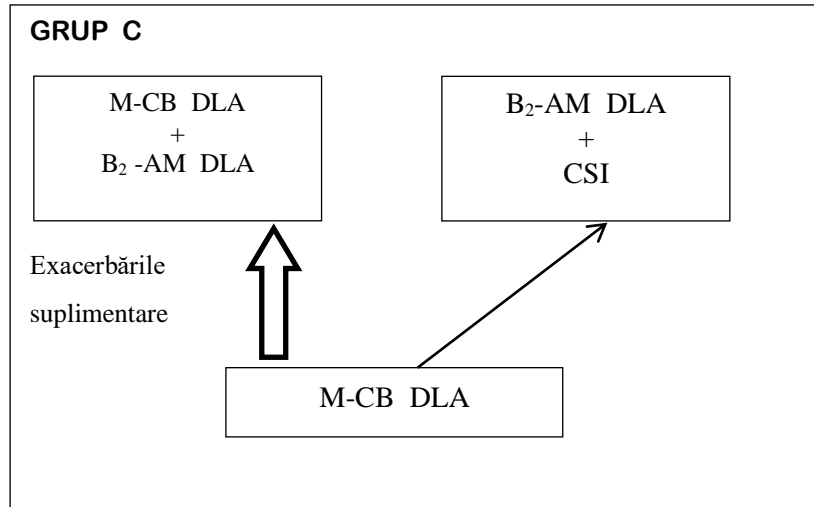 GRUP C
M-CB DLA
+
B₂ -AM DLA
B₂-AM DLA
+
CSI
Exacerbările
suplimentare
M-CB DLA